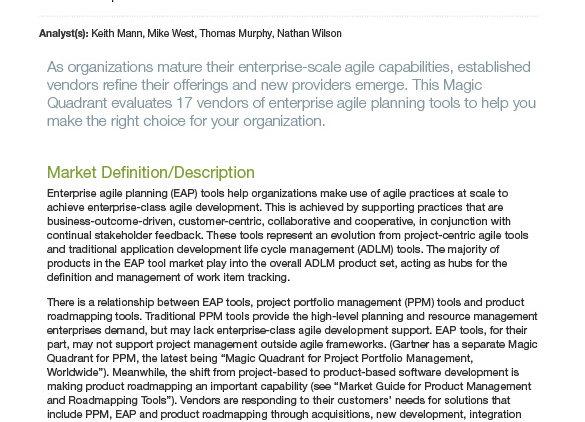 Analyst(s): Keith Mann, Mike West, Thomas Murphy, Nathan Wilson
As organizations mature their enterprise-scale agile capabilities, established
vendors refine their offerings and new providers emerge. This Magic
Quadrant evaluates 17 vendors of enterprise agile planning tools to help you
make the right choice for your organization.
Market Definition/Description
Enterprise agile planning (EAP) tools help organizations make use of agile practices at scale to
achieve enterprise-class agile development. This is achieved by supporting practices that are
business-outcome-driven, customer-centric, collaborative and cooperative, in conjunction with
continual stakeholder feedback. These tools represent an evolution from project-centric agile tools
and traditional application development life cycle management (ADLM) tools. The majority of
products in the EAP tool market play into the overall ADLM product set, acting as hubs for the
definition and management of work item tracking.
There is a relationship between EAP tools, project portfolio management (PPM) tools and product
roadmapping tools. Traditional PPM tools provide the high-level planning and resource management
enterprises demand, but may lack enterprise-class agile development support. EAP tools, for their
part, may not support project management outside agile frameworks. (Gartner has a separate Magic
Quadrant for PPM, the latest being “Magic Quadrant for Project Portfolio Management,
Worldwide”). Meanwhile, the shift from project-based to product-based software development is
making product roadmapping an important capability (see “Market Guide for Product Management
and Roadmapping Tools”). Vendors are responding to their customers’ needs for solutions that
include PPM, EAP and product roadmapping through acquisitions, new development, integration